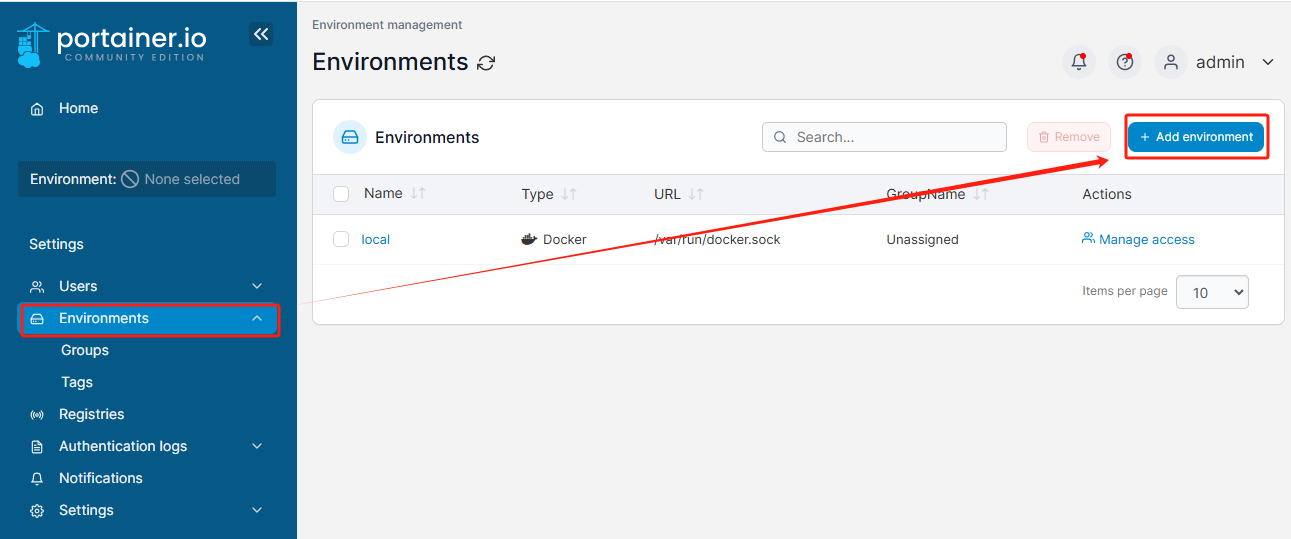 portainer.io
COMMUNITY EDITION
Home
Environment: None selected
Settings
Users
Environments
Groups
Tags
Registries
Authentication logs
Notifications
Settings
Environment management
Environments
admin
Environments
Search...
Remove
+ Add environment
Name Type URL GroupName Actions
local Docker /var/run/docker.sock Unassigned Manage access
Items per page 10